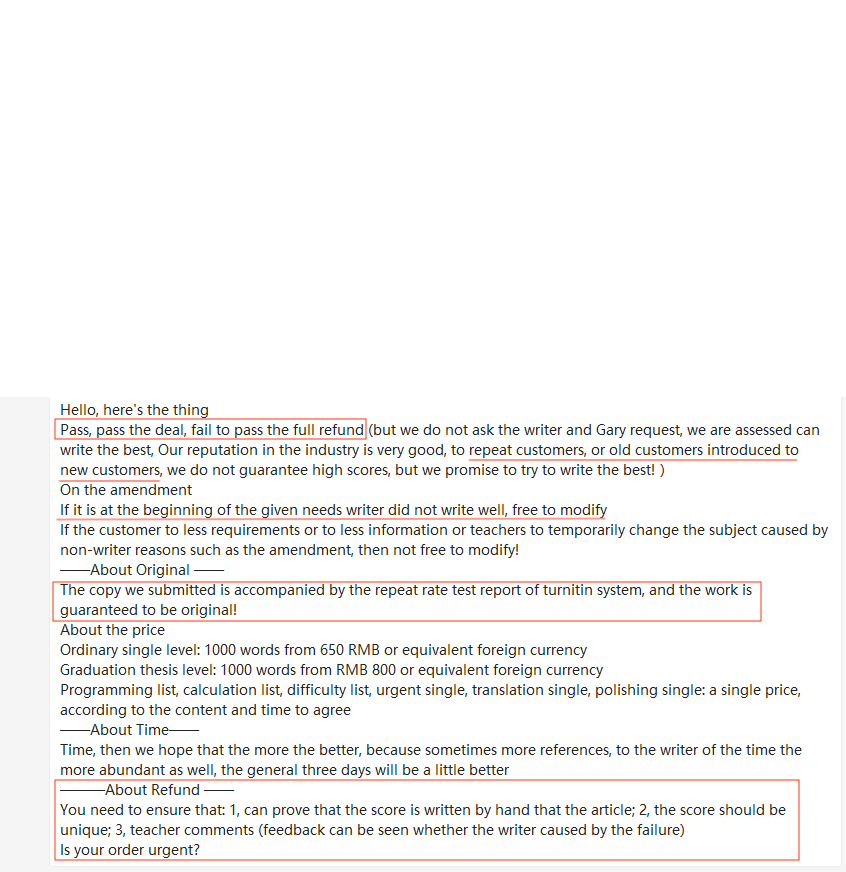 Hello, here's the thing
Pass, pass the deal, fail to pass the full refund (but we do not ask the writer and Gary request, we are assessed can
write the best, Our reputation in the industry is very good, to repeat customers, or old customers introduced to
new customers, we do not guarantee high scores, but we promise to try to write the best! )
On the amendment
If it is at the beginning of the given needs writer did not write well, free to modify
If the customer to less requirements or to less information or teachers to temporarily change the subject caused by
non-writer reasons such as the amendment, then not free to modify!
——About Original ——
The copy we submitted is accompanied by the repeat rate test report of turnitin system, and the work is
guaranteed to be original!
About the price
Ordinary single level: 1000 words from 650 RMB or equivalent foreign currency
Graduation thesis level: 1000 words from RMB 800 or equivalent foreign currency
Programming list, calculation list, difficulty list, urgent single, translation single, polishing single: a single price,
according to the content and time to agree
——About Time——
Time, then we hope that the more the better, because sometimes more references, to the writer of the time the
more abundant as well, the general three days will be a little better
———About Refund ——
You need to ensure that: 1, can prove that the score is written by hand that the article; 2, the score should be
unique; 3, teacher comments (feedback can be seen whether the writer caused by the failure)
Is your order urgent?